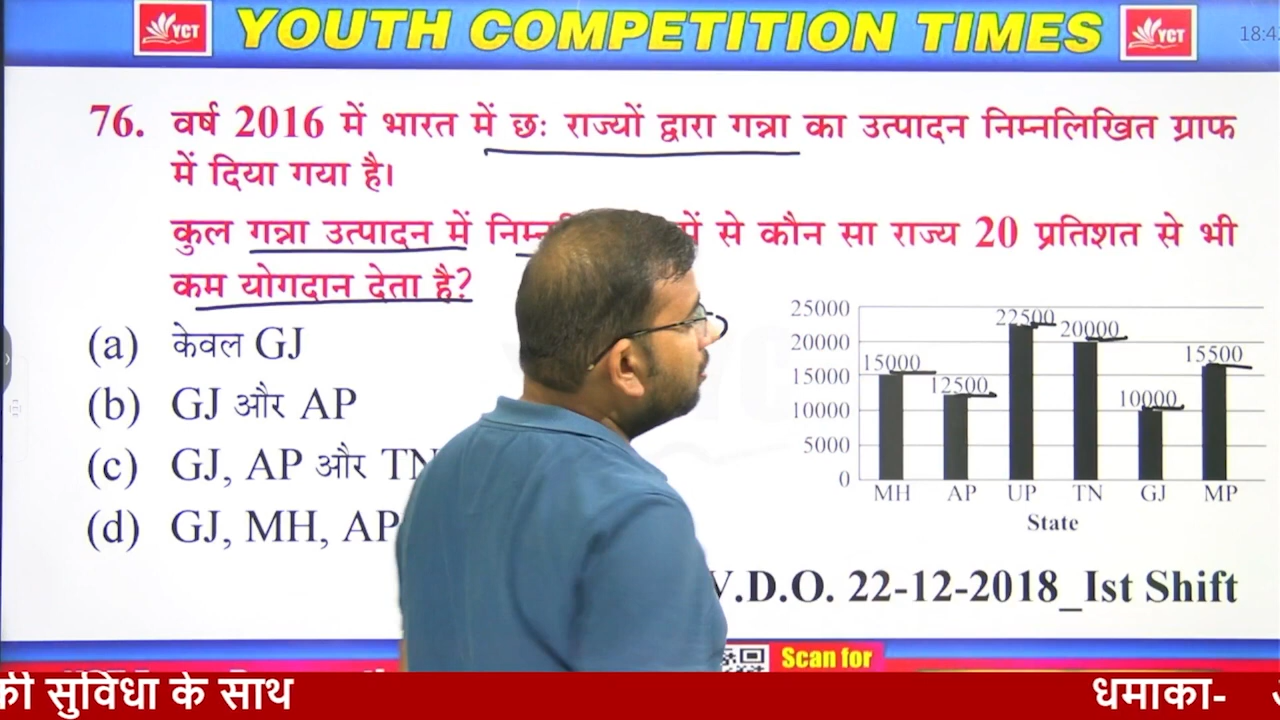 YCT
YOUTH COMPETITION TIMES
YCT
76. वर्ष 2016 में भारत में छः राज्यों द्वारा गन्ना का उत्पादन निम्नलिखित ग्राफ
में दिया गया है।
कुल गन्ना उत्पादन में से कौन सा राज्य 20 प्रतिशत से भी
कम योगदान देता है?
(a) केवल GJ
(b) GJ और AP
(c) GJ, AP और TN
(d) GJ, MH, AP
25000
20000
15000
10000
5000
0
15000
12500
22500
20000
10000
15500
MH AP UP TN GJ MP
State
V.D.O. 22-12-2018_Ist Shift
Scan for
की सुविधा के साथ
धमाका-